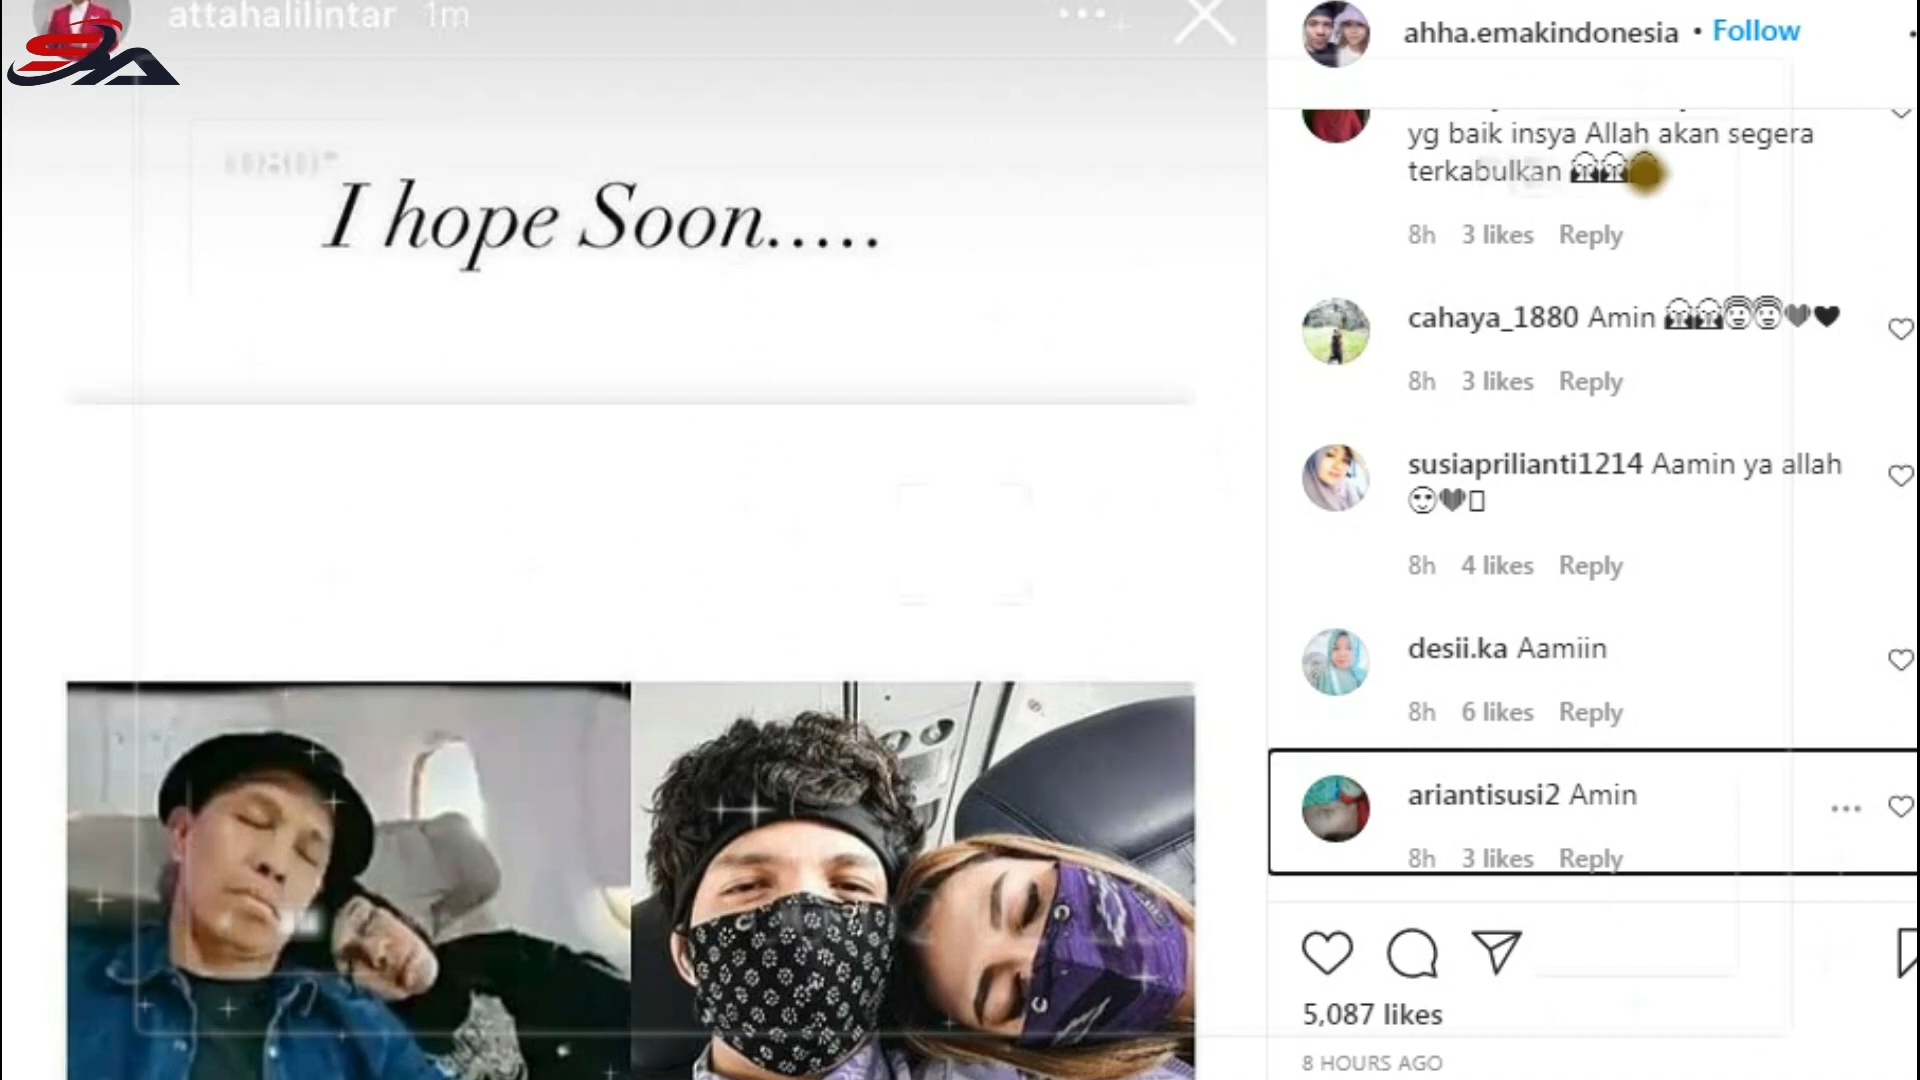 attahalilintar 1m
SA
1080P
I hope Soon.....
ahha.emakindonesia • Follow
yg baik insya Allah akan segera
terkabulkan
8h 3 likes Reply
cahaya_1880 Amin
8h 3 likes Reply
susiaprilianti1214 Aamin ya allah
8h 4 likes Reply
desii.ka Aamiin
8h 6 likes Reply
ariantisusi2 Amin
8h 3 likes Reply
5,087 likes
8 HOURS AGO